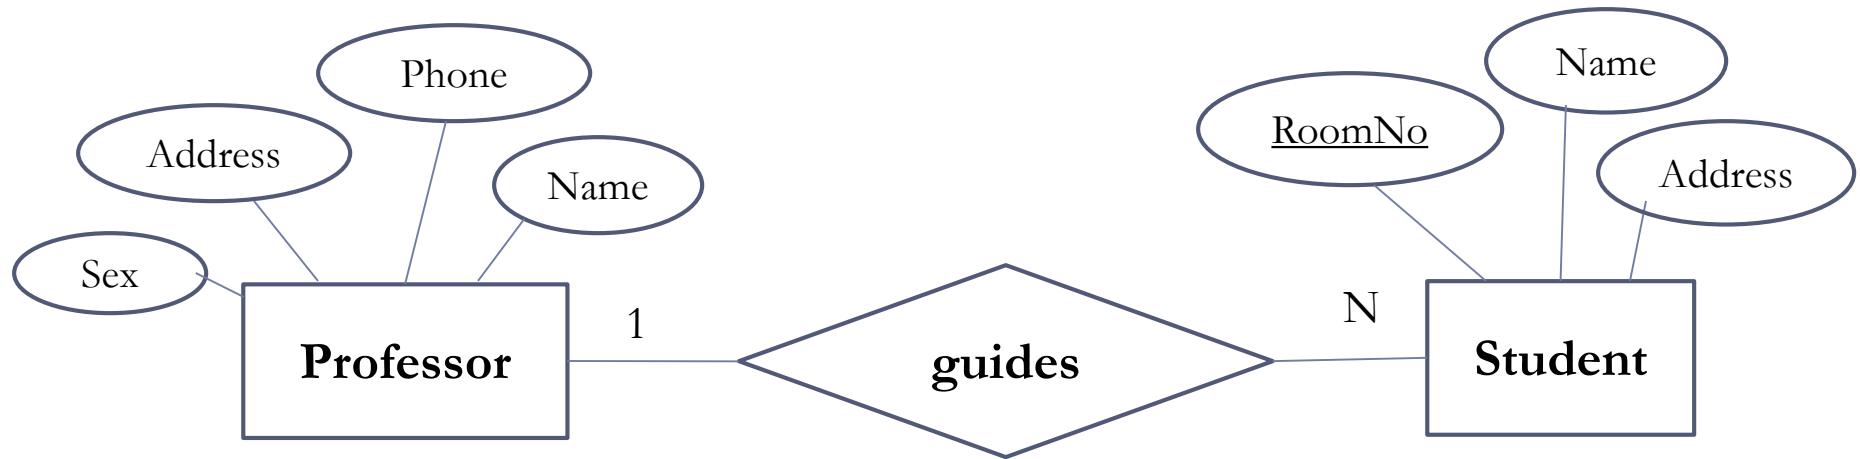 Phone
Address
Name
Sex
Professor
1
guides
N
Name
RoomNo
Address
Student